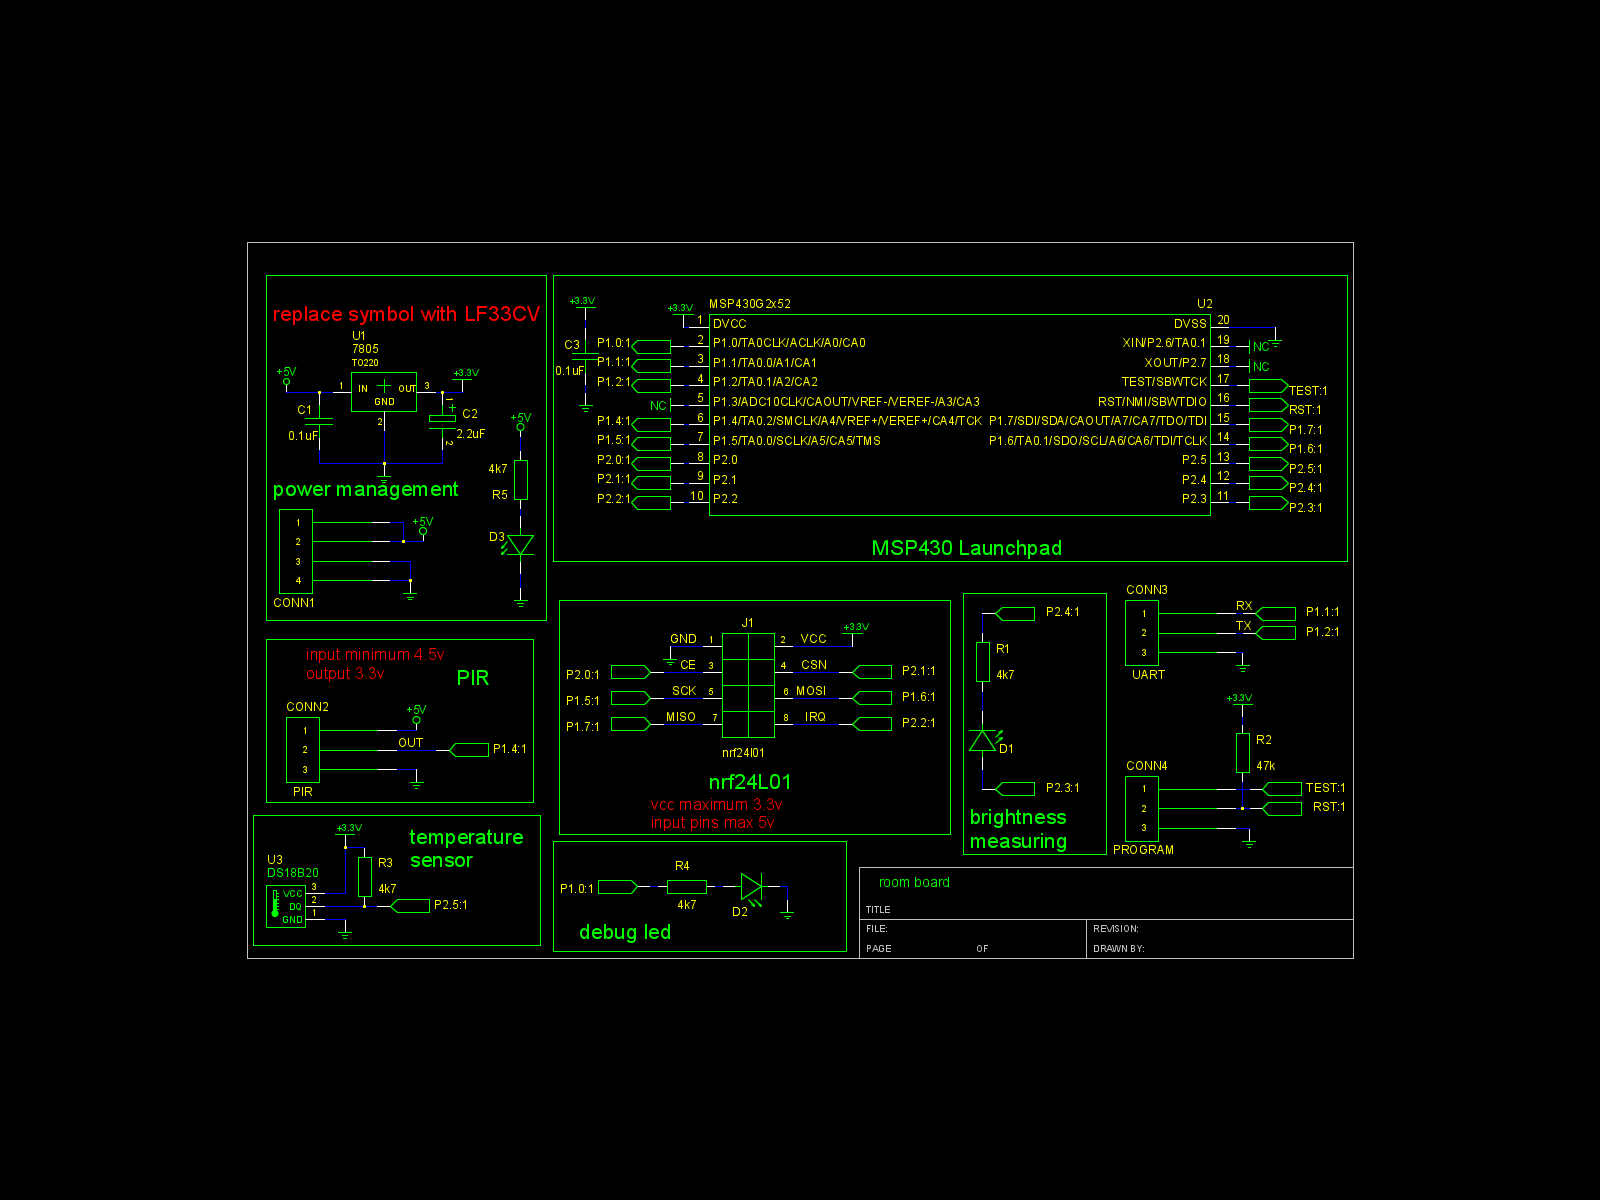 replace symbol with LF33CV
U1
7805
TO220
+5V
1
IN
OUT
3
+3.3V
GND
2
C1
0.1uF
1
+
C2
2.2uF
2
+5V
4k7
R5
D3
power management
1
2
3
4
+5V
CONN1
+3.3V
C3
0.1uF
+3.3V
MSP430G2x52
U2
1
DVCC
DVSS
20
P1.0:1
2
P1.0/TA0CLK/ACLK/A0/CA0
XIN/P2.6/TA0.1
19
NC
P1.1:1
3
P1.1/TA0.0/A1/CA1
XOUT/P2.7
18
NC
P1.2:1
4
P1.2/TA0.1/A2/CA2
TEST/SBWTCK
17
TEST:1
NC
5
P1.3/ADC10CLK/CAOUT/VREF-/VEREF-/A3/CA3
RST/NMI/SBWTDIO
16
RST:1
P1.4:1
6
P1.4/TA0.2/SMCLK/A4/VREF+/VEREF+/CA4/TCK
P1.7/SDI/SDA/CAOUT/A7/CA7/TDO/TDI
15
P1.7:1
P1.5:1
7
P1.5/TA0.0/SCLK/A5/CA5/TMS
P1.6/TA0.1/SDO/SCL/A6/CA6/TDI/TCLK
14
P1.6:1
P2.0:1
8
P2.0
P2.5
13
P2.5:1
P2.1:1
9
P2.1
P2.4
12
P2.4:1
P2.2:1
10
P2.2
P2.3
11
P2.3:1
MSP430 Launchpad
input minimum 4.5v
output 3.3v
PIR
CONN2
1
2
3
+5V
OUT
P1.4:1
PIR
J1
GND
1
2
VCC
+3.3V
P2.0:1
CE
3
4
CSN
P2.1:1
P1.5:1
SCK
5
6
MOSI
P1.6:1
P1.7:1
MISO
7
8
IRQ
P2.2:1
nrf24l01
nrf24L01
vcc maximum 3.3v
input pins max 5v
P2.4:1
R1
4k7
D1
P2.3:1
brightness
measuring
CONN3
1
2
3
RX
P1.1:1
TX
P1.2:1
UART
+3.3V
R2
47k
CONN4
1
2
3
TEST:1
RST:1
PROGRAM
+3.3V
temperature
sensor
U3
DS18B20
VCC
3
DQ
2
GND
1
R3
4k7
P2.5:1
P1.0:1
R4
4k7
D2
debug led
room board
TITLE
FILE:
REVISION:
PAGE
OF
DRAWN BY: